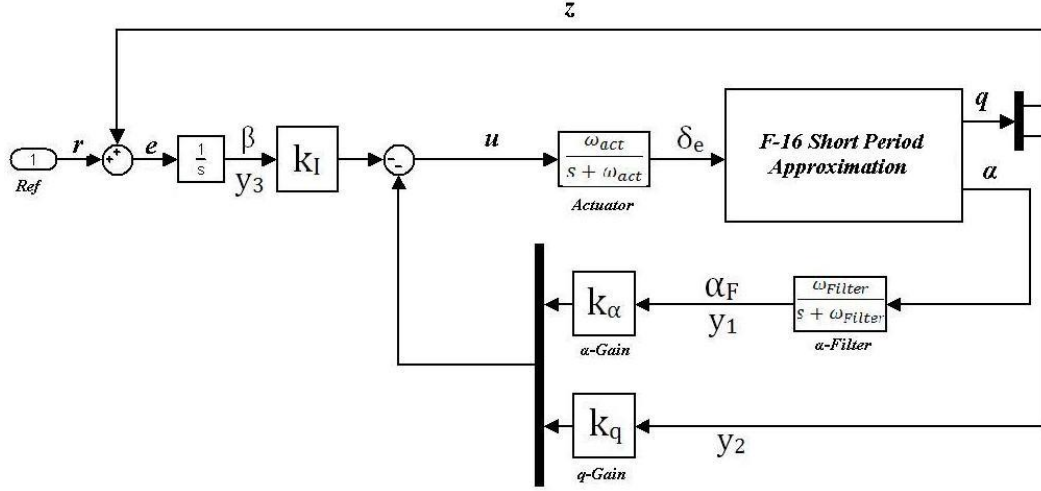 z
r
1
Ref
+ +
e
1
s
β
y3
kI
- -
u
ωact
s + ωact
Actuator
δe
F-16 Short Period
Approximation
q
α
ωFilter
s + ωFilter
α-Filter
αF
y1
kα
α-Gain
y2
kq
q-Gain